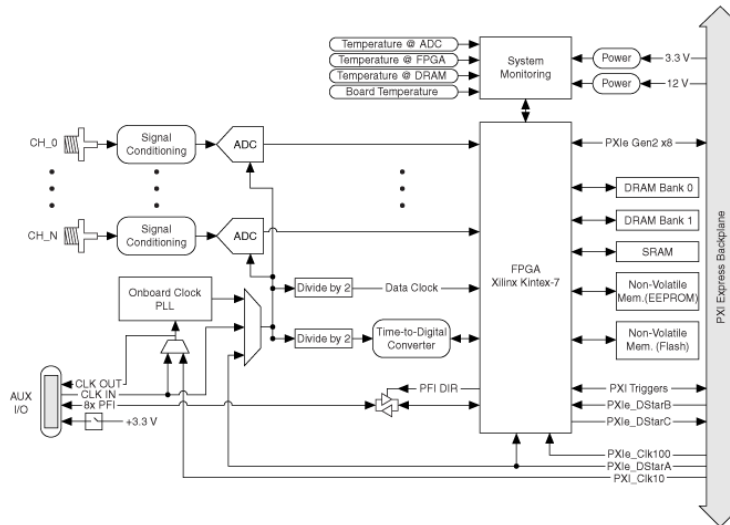 Temperature @ ADC
Temperature @ FPGA
Temperature @ DRAM
Board Temperature
System
Monitoring
Power
3.3 V
Power
12 V
CH_0
Signal
Conditioning
ADC
PXIe Gen2 x8
DRAM Bank 0
DRAM Bank 1
CH_N
Signal
Conditioning
ADC
SRAM
FPGA
Xilinx Kintex-7
Non-Volatile
Mem.(EEPROM)
Onboard Clock
PLL
Divide by 2
Data Clock
Divide by 2
Time-to-Digital
Converter
Non-Volatile
Mem. (Flash)
PXI Express Backplane
AUX
I/O
CLK OUT
CLK IN
8x PFI
+3.3 V
PFI DIR
PXI Triggers
PXIe_DStarB
PXIe_DStarC
PXIe_Clk100
PXIe_DStarA
PXI_Clk10